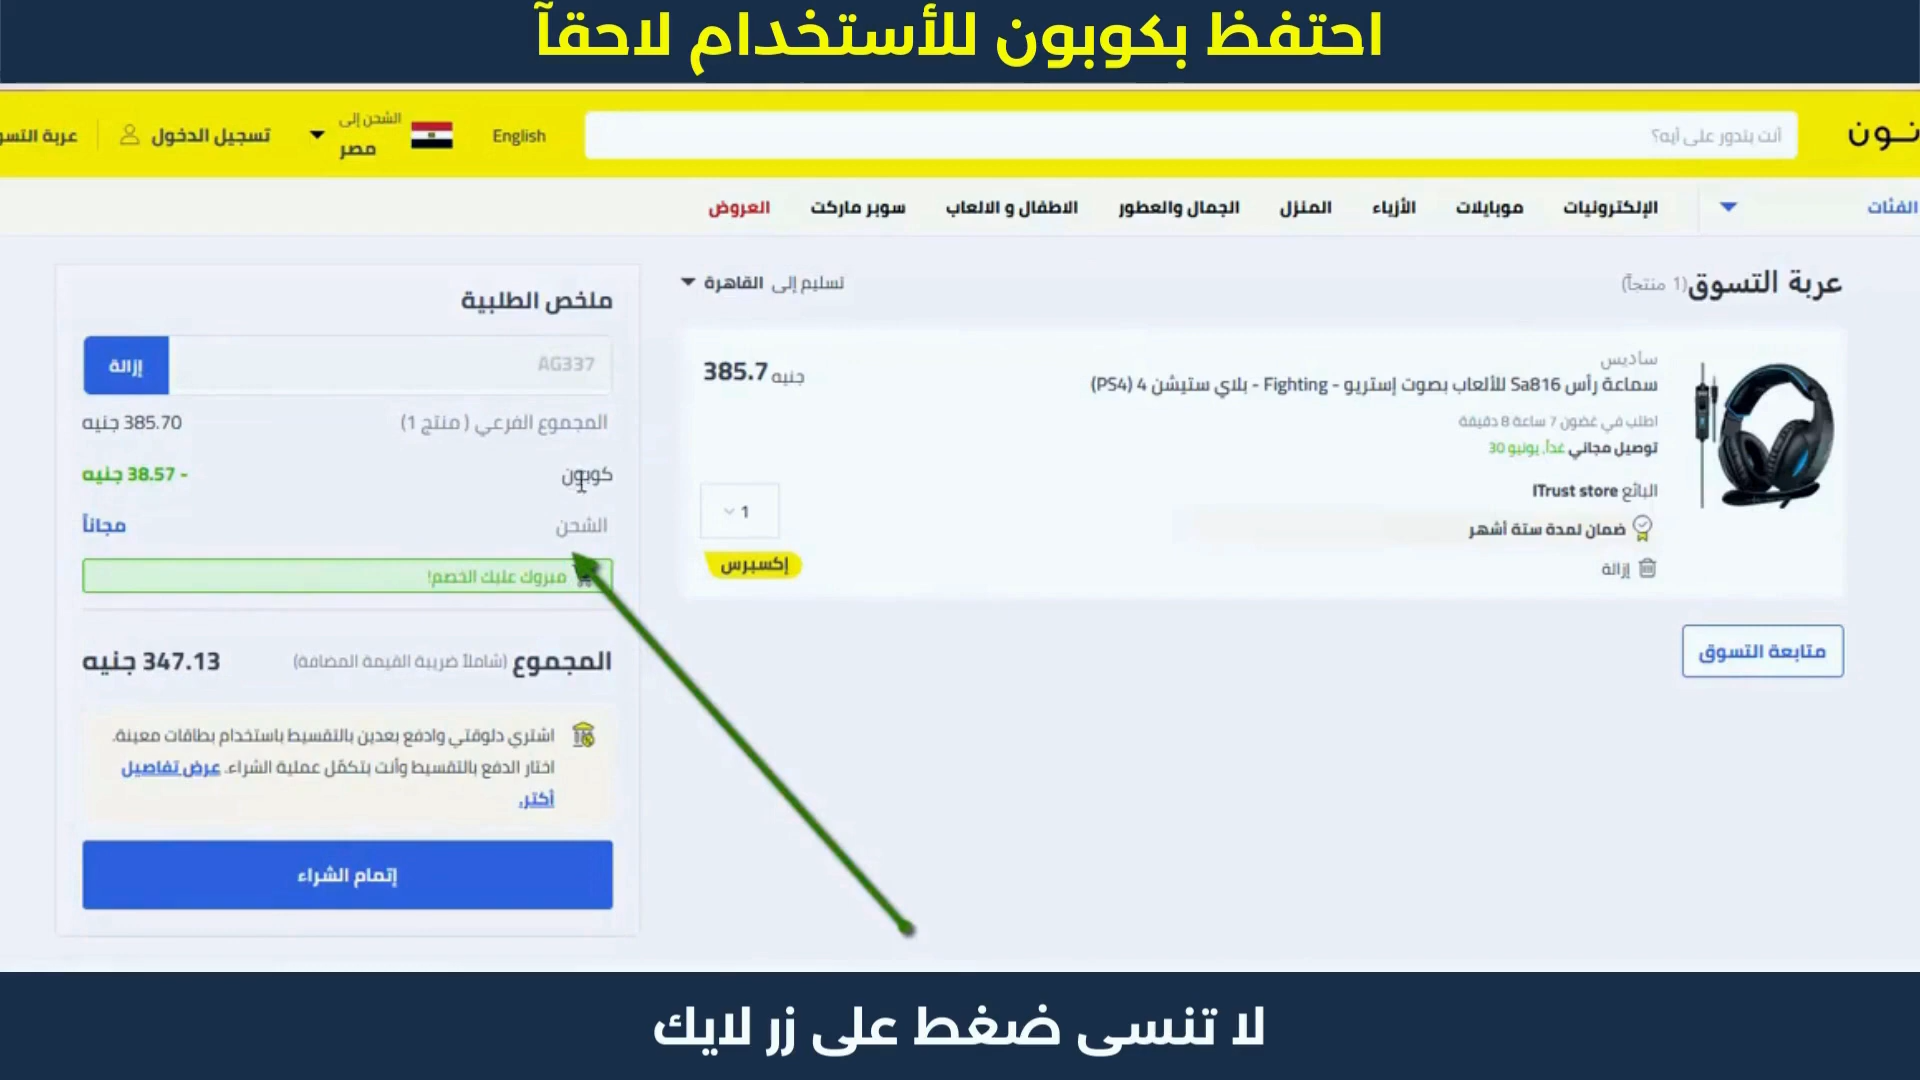 احتفظ بكوبون للأستخدام لاحقاً
نون
أنت بتدور على أيه؟
English
الشحن إلى
مصر
تسجيل الدخول
عربة التسو
الفئات
الإلكترونيات
موبايلات
الأزياء
المنزل
الجمال والعطور
الاطفال و الالعاب
سوبر ماركت
العروض
عربة التسوق (1 منتجاً)
تسليم إلى القاهرة
ساديس
سماعة رأس Sa816 للألعاب بصوت إستريو - Fighting - بلاي ستيشن 4 (PS4)
385.7 جنيه
اطلب في غضون 7 ساعة 8 دقيقة
توصيل مجاني غداً, يونيو 30
البائع ITrust store
ضمان لمدة ستة أشهر
إزالة
1
إكسبرس
متابعة التسوق
ملخص الطلبية
AG337
إزالة
المجموع الفرعي ( منتج 1)
385.70 جنيه
كوبون
- 38.57 جنيه
الشحن
مجاناً
مبروك عليك الخصم!
المجموع (شاملاً ضريبة القيمة المضافة)
347.13 جنيه
اشتري دلوقتي وادفع بعدين بالتقسيط باستخدام بطاقات معينة.
اختار الدفع بالتقسيط وأنت بتكمّل عملية الشراء. عرض تفاصيل
أكتر.
إتمام الشراء
لا تنسى ضغط على زر لايك